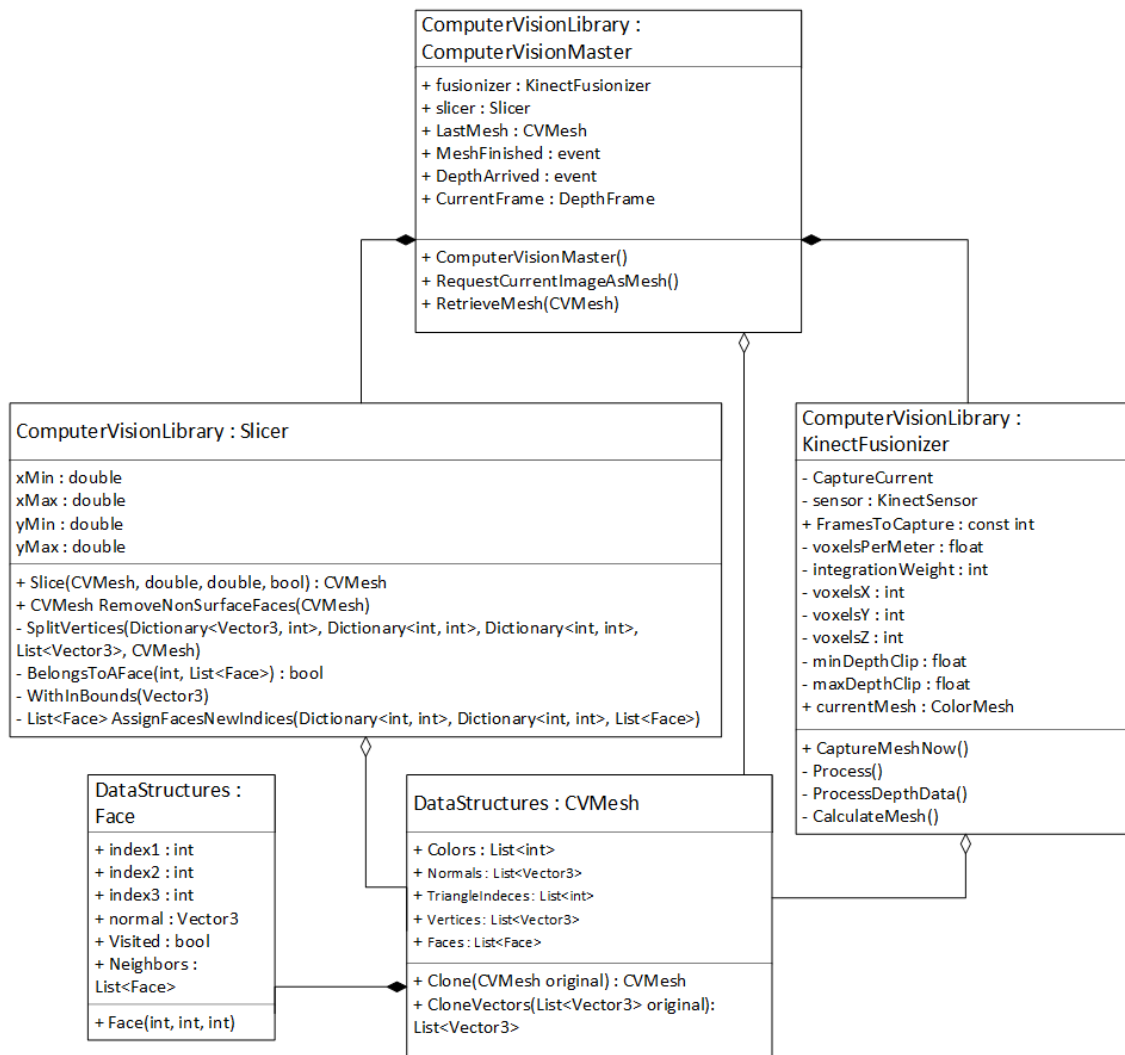 ComputerVisionLibrary :
ComputerVisionMaster
+ fusionizer : KinectFusionizer
+ slicer : Slicer
+ LastMesh : CVMesh
+ MeshFinished : event
+ DepthArrived : event
+ CurrentFrame : DepthFrame
+ ComputerVisionMaster()
+ RequestCurrentImageAsMesh()
+ RetrieveMesh(CVMesh)
ComputerVisionLibrary : Slicer
xMin : double
xMax : double
yMin : double
yMax : double
+ Slice(CVMesh, double, double, bool) : CVMesh
+ CVMesh RemoveNonSurfaceFaces(CVMesh)
- SplitVertices(Dictionary<Vector3, int>, Dictionary<int, int>, Dictionary<int, int>,
List<Vector3>, CVMesh)
- BelongsToAFace(int, List<Face>) : bool
- WithInBounds(Vector3)
- List<Face> AssignFacesNewIndices(Dictionary<int, int>, Dictionary<int, int>, List<Face>)
ComputerVisionLibrary :
KinectFusionizer
- CaptureCurrent
- sensor : KinectSensor
+ FramesToCapture : const int
- voxelsPerMeter : float
- integrationWeight : int
- voxelsX : int
- voxelsY : int
- voxelsZ : int
- minDepthClip : float
- maxDepthClip : float
+ currentMesh : ColorMesh
+ CaptureMeshNow()
- Process()
- ProcessDepthData()
- CalculateMesh()
DataStructures :
Face
+ index1 : int
+ index2 : int
+ index3 : int
+ normal : Vector3
+ Visited : bool
+ Neighbors :
List<Face>
+ Face(int, int, int)
DataStructures : CVMesh
+ Colors : List<int>
+ Normals : List<Vector3>
+ TriangleIndeces : List<int>
+ Vertices : List<Vector3>
+ Faces : List<Face>
+ Clone(CVMesh original) : CVMesh
+ CloneVectors(List<Vector3> original):
List<Vector3>